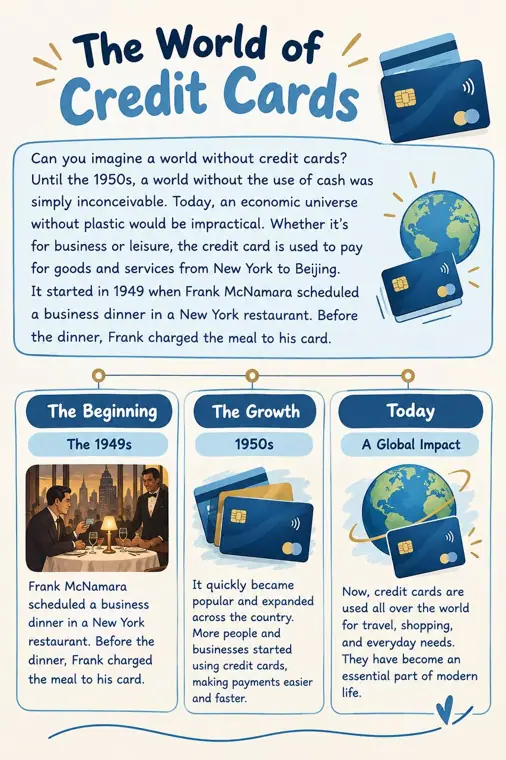 The World of
Credit Cards
Can you imagine a world without credit cards?
Until the 1950s, a world without the use of cash was
simply inconceivable. Today, an economic universe
without plastic would be impractical. Whether it's
for business or leisure, the credit card is used to pay
for goods and services from New York to Beijing.
It started in 1949 when Frank McNamara scheduled
a business dinner in a New York restaurant. Before
the dinner, Frank charged the meal to his card.
The Beginning
The 1949s
Frank McNamara
scheduled a business
dinner in a New York
restaurant. Before the
dinner, Frank charged
the meal to his card.
The Growth
1950s
It quickly became
popular and expanded
across the country.
More people and
businesses started
using credit cards,
making payments easier
and faster.
Today
A Global Impact
Now, credit cards are
used all over the world
for travel, shopping,
and everyday needs.
They have become an
essential part of modern
life.